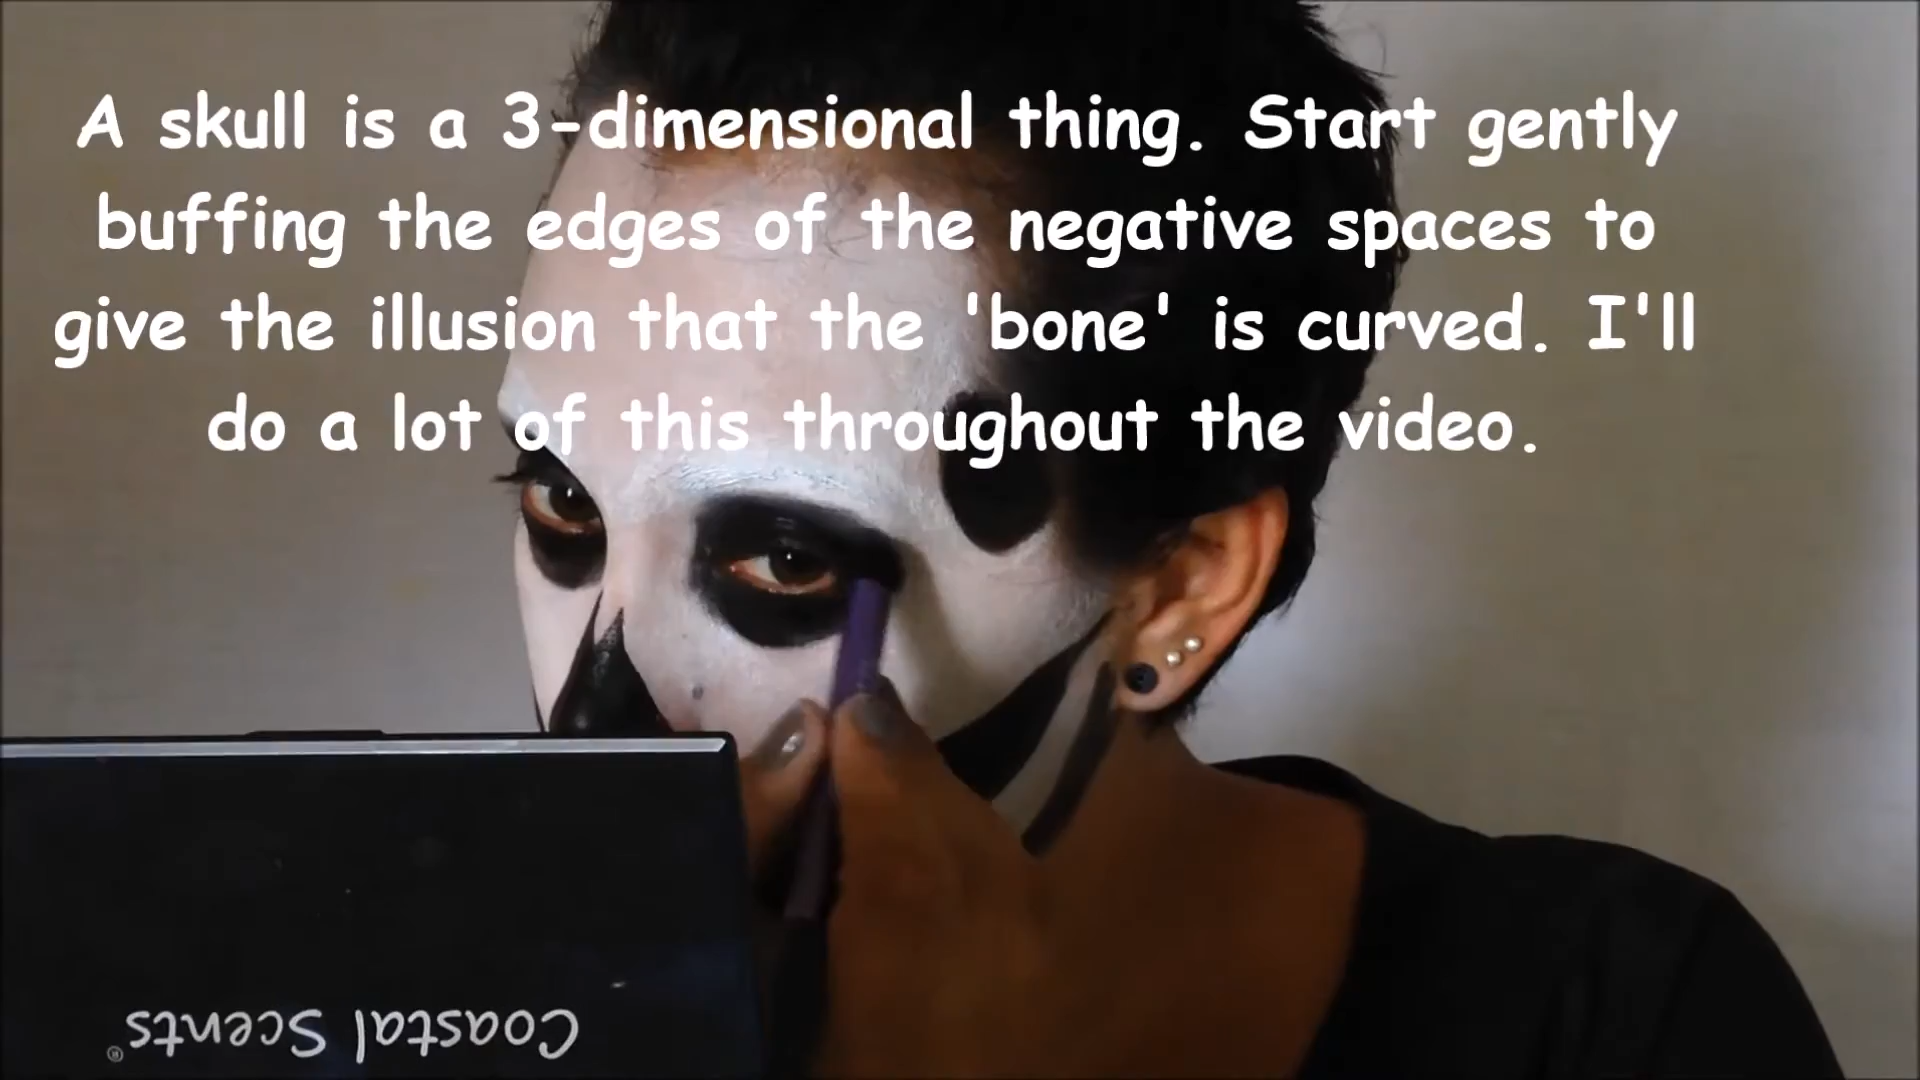 A skull is a 3-dimensional thing. Start gently
buffing the edges of the negative spaces to
give the illusion that the 'bone' is curved. I'll
do a lot of this throughout the video.
Coastal Scents®